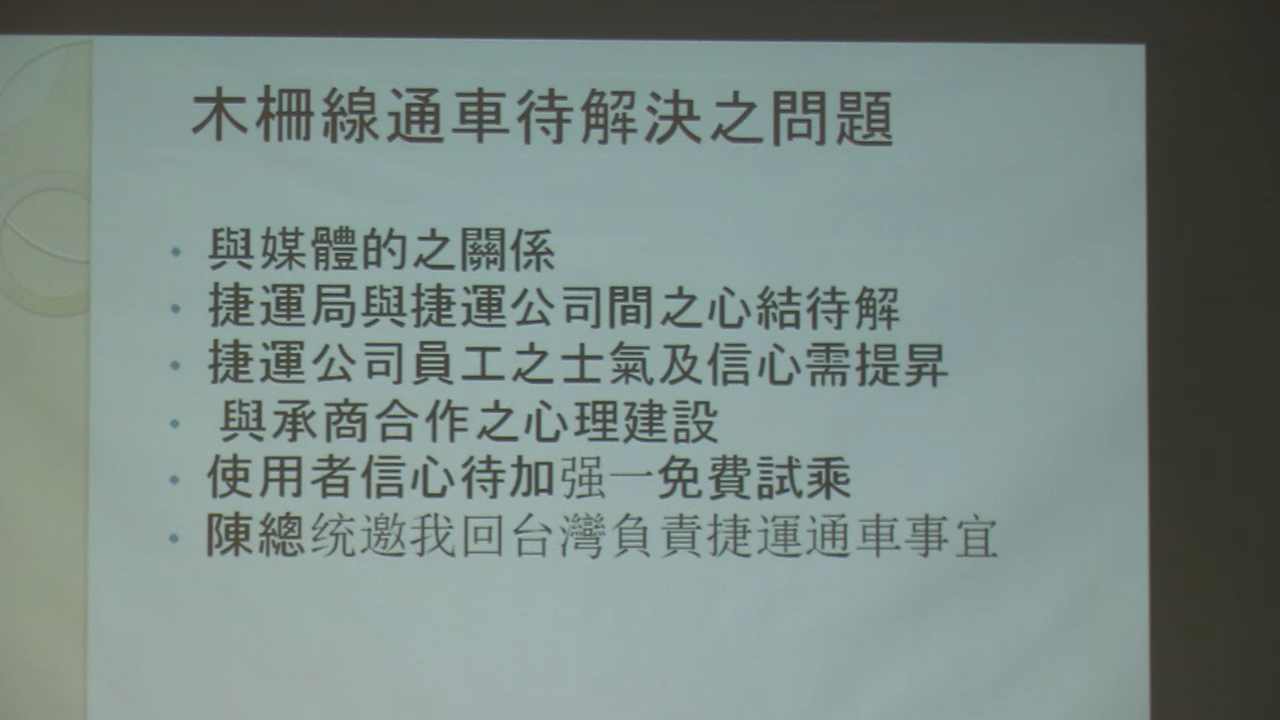 木柵線通車待解決之問題
• 與媒體的之關係
• 捷運局與捷運公司間之心結待解
• 捷運公司員工之士氣及信心需提昇
• 與承商合作之心理建設
• 使用者信心待加强一免費試乘
• 陳總统邀我回台灣負責捷運通車事宜